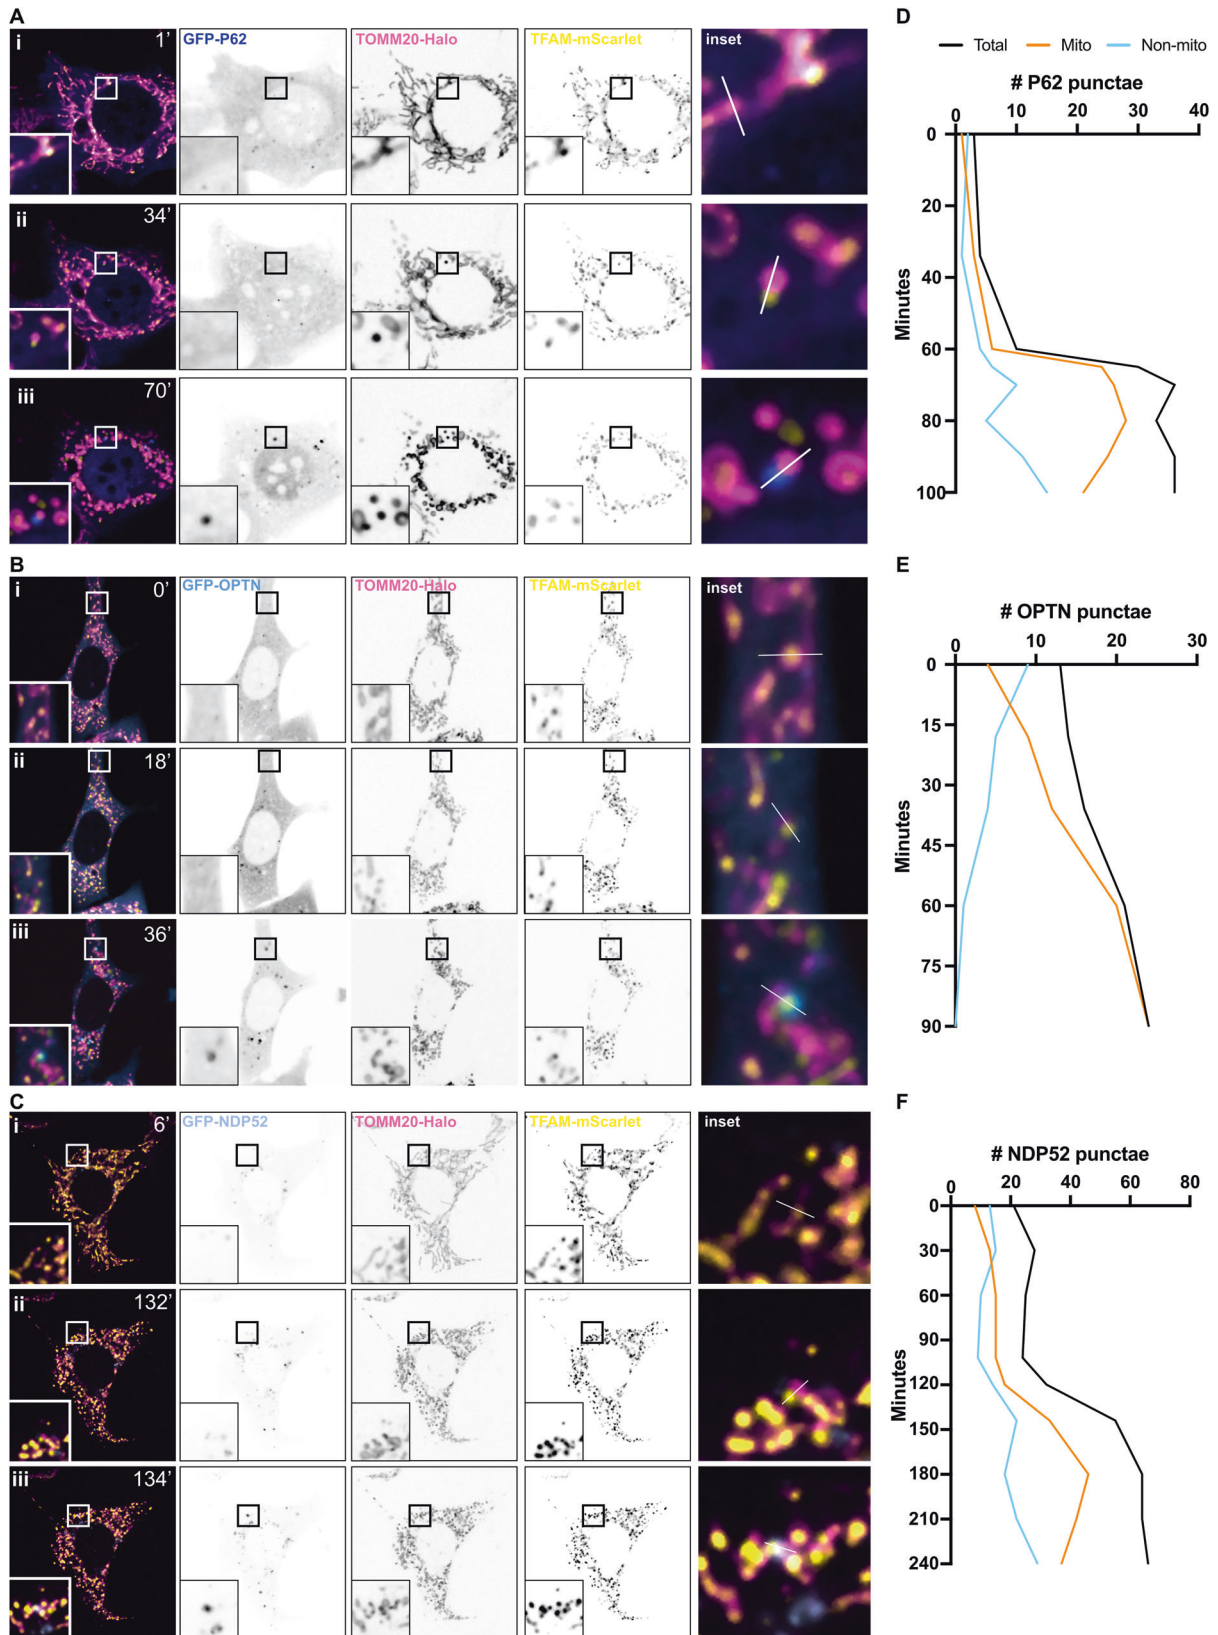 A
i
1'
GFP-P62
TOMM20-Halo
TFAM-mScarlet
inset
ii
34'
iii
70'
B
i
0'
GFP-OPTN
TOMM20-Halo
TFAM-mScarlet
inset
ii
18'
iii
36'
C
i
6'
GFP-NDP52
TOMM20-Halo
TFAM-mScarlet
inset
ii
132'
iii
134'
D
Total Mito Non-mito
# P62 punctae
0 10 20 30 40
0
20
40
60
80
100
Minutes
E
# OPTN punctae
0 10 20 30
0
15
30
45
60
75
90
Minutes
F
# NDP52 punctae
0 20 40 60 80
0
30
60
90
120
150
180
210
240
Minutes